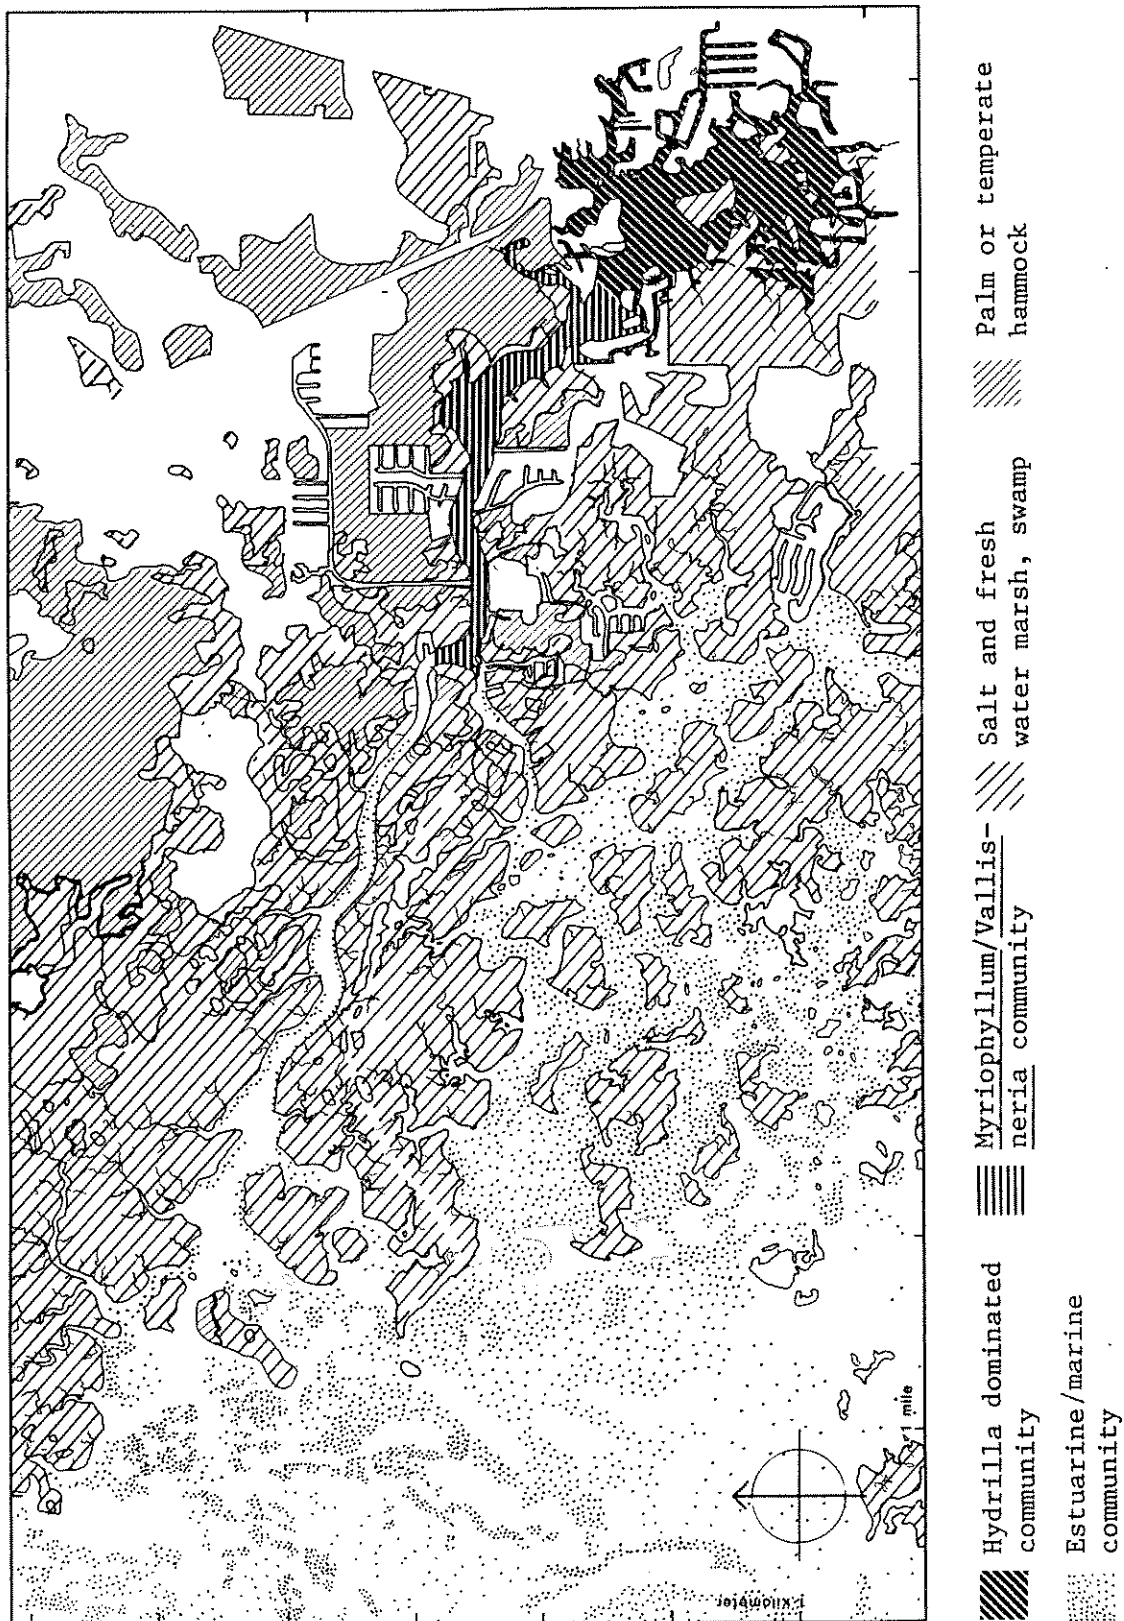 1 mile
1 kilometer
Hydrilla dominated
community
Estuarine/marine
community
Myriophyllum/Vallis-
neria community
Salt and fresh
water marsh, swamp
Palm or temperate
hammock